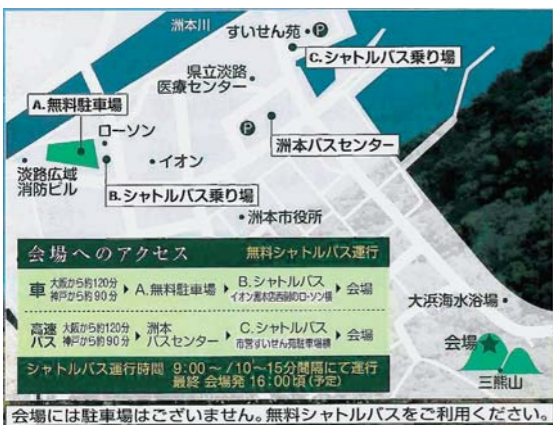 洲本川
すいせん苑
P
C.シャトルバス乗り場
県立淡路
医療センター
A.無料駐車場
ローソン
P
洲本バスセンター
イオン
淡路広域
消防ビル
B.シャトルバス乗り場
洲本市役所
会場へのアクセス 無料シャトルバス運行
車 大阪から約120分 神戸から約90分 ▶ A.無料駐車場 ▶ B.シャトルバス イオン洲本店西側のローソン横 ▶ 会場
高速バス 大阪から約120分 神戸から約90分 ▶ 洲本バスセンター ▶ C.シャトルバス 市営すいせん苑駐車場横 ▶ 会場
シャトルバス運行時間 9:00~/10~15分間隔にて運行
最終 会場発 16:00頃(予定)
大浜海水浴場
会場
三熊山
会場には駐車場はございません。無料シャトルバスをご利用ください。